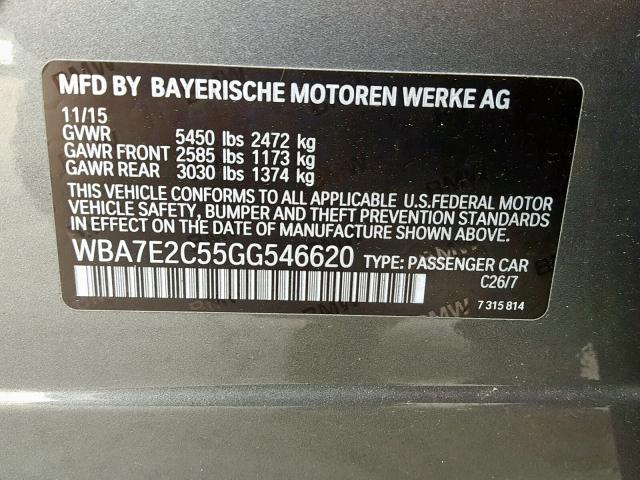 MFD BY BAYERISCHE MOTOREN WERKE AG
11/15
GVWR 5450 lbs 2472 kg
GAWR FRONT 2585 lbs 1173 kg
GAWR REAR 3030 lbs 1374 kg
THIS VEHICLE CONFORMS TO ALL APPLICABLE U.S.FEDERAL MOTOR
VEHICLE SAFETY, BUMPER AND THEFT PREVENTION STANDARDS
IN EFFECT ON THE DATE OF MANUFACTURE SHOWN ABOVE.
WBA7E2C55GG546620 TYPE: PASSENGER CAR
C26/7
7 315 814
BMW